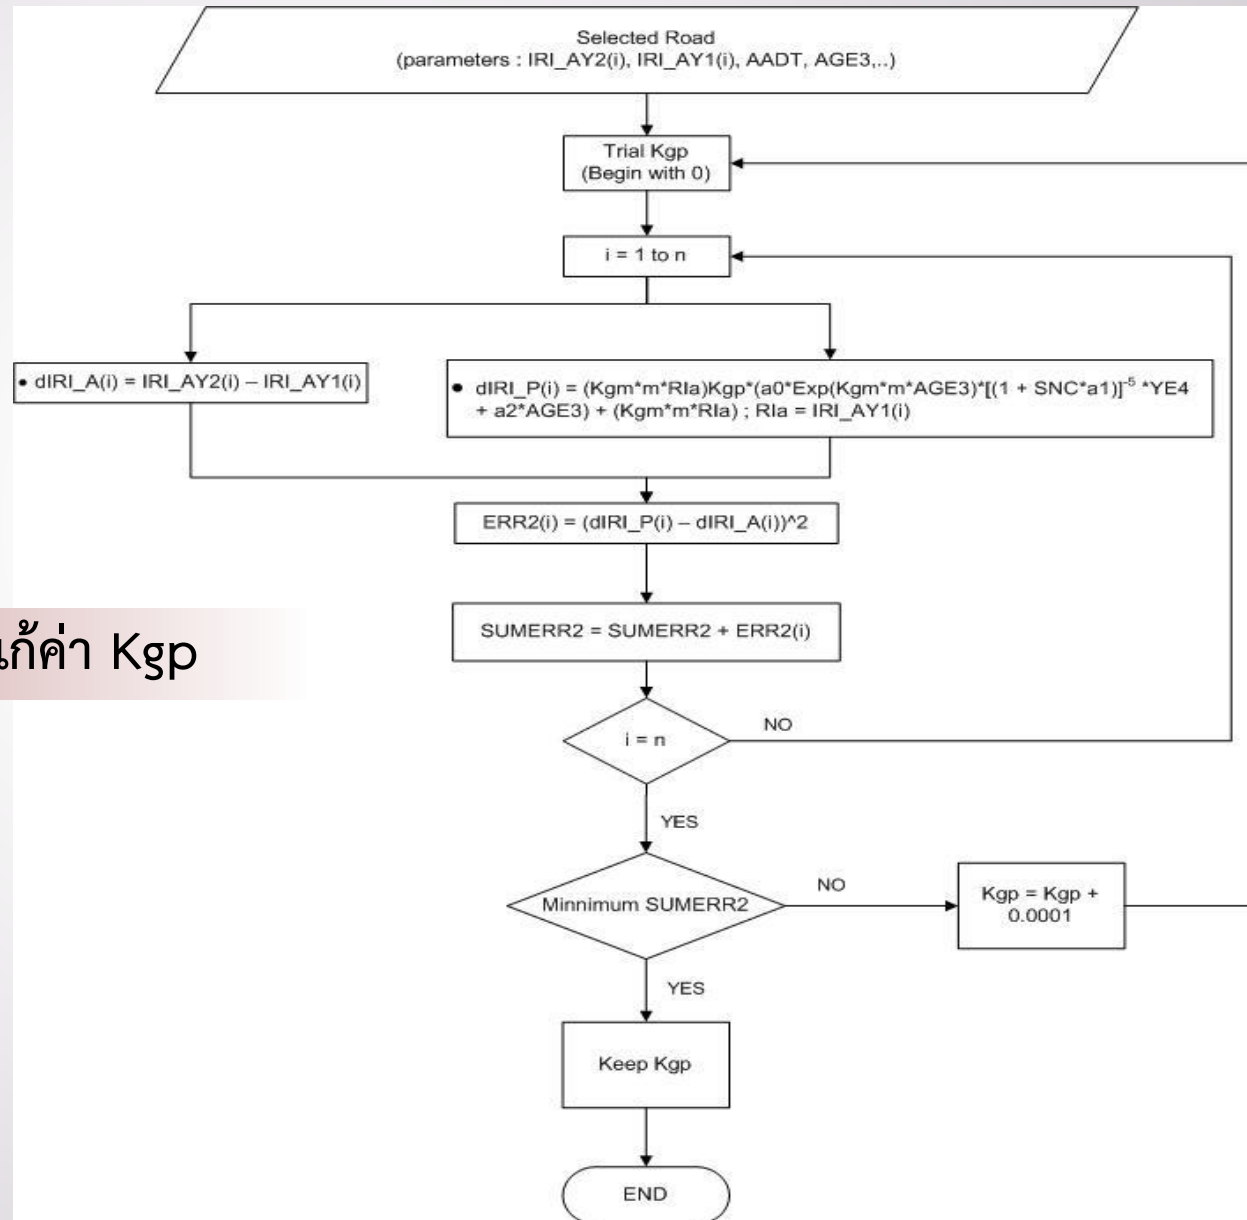 Selected Road
(parameters : IRI_AY2(i), IRI_AY1(i), AADT, AGE3,..)
Trial Kgp
(Begin with 0)
i = 1 to n
• dIRI_A(i) = IRI_AY2(i) – IRI_AY1(i)
• dIRI_P(i) = (Kgm*m*RIa)Kgp*(a0*Exp(Kgm*m*AGE3)*[(1 + SNC*a1)]⁻⁵ *YE4
+ a2*AGE3) + (Kgm*m*RIa) ; RIa = IRI_AY1(i)
ERR2(i) = (dIRI_P(i) – dIRI_A(i))^2
SUMERR2 = SUMERR2 + ERR2(i)
ค่า Kgp
i = n
NO
YES
Minnimum SUMERR2
NO
Kgp = Kgp +
0.0001
YES
Keep Kgp
END